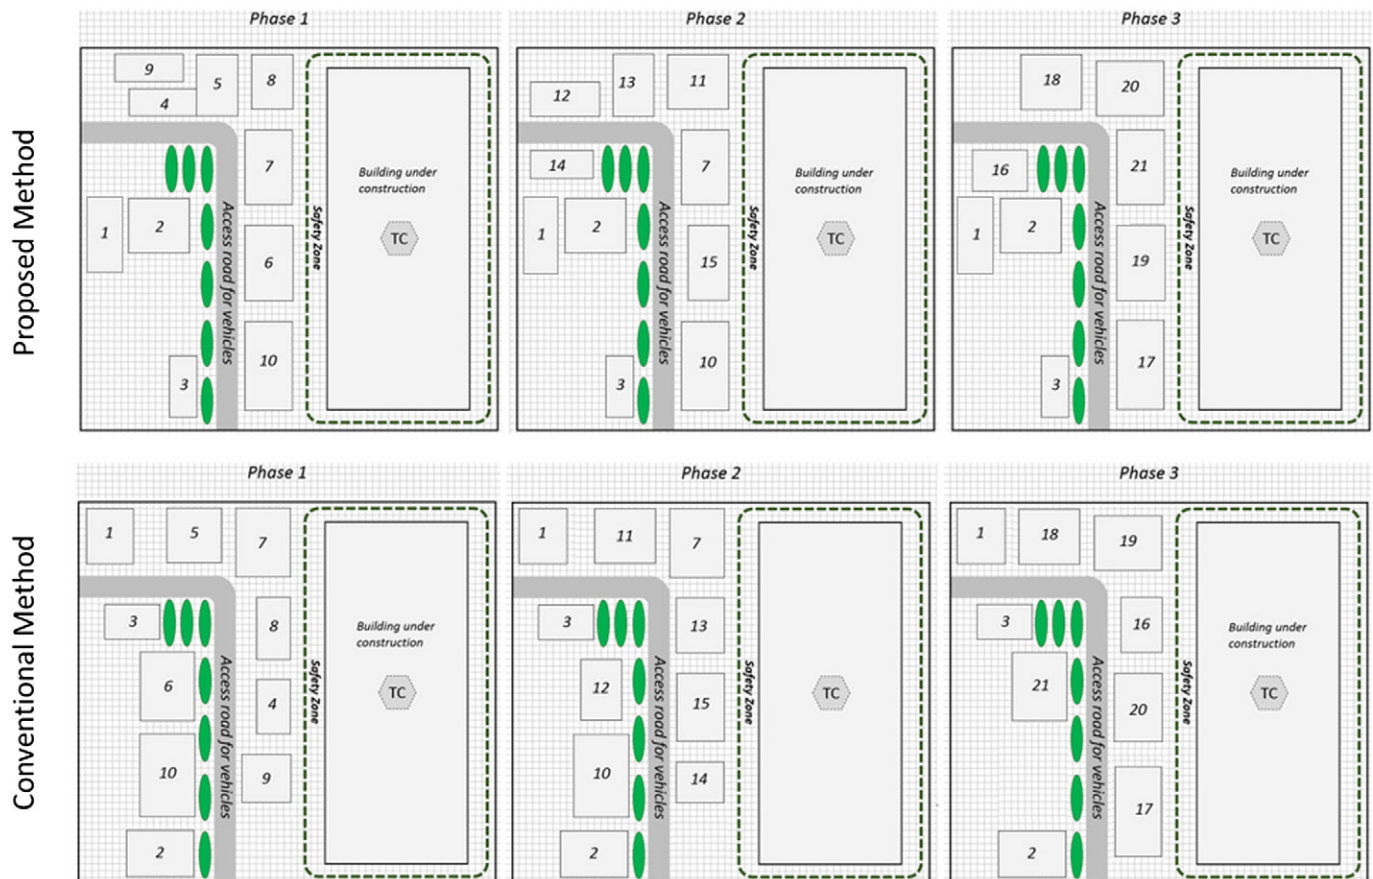 Phase 1
Phase 2
Phase 3
Proposed Method
9
5
8
4
7
1
2
6
3
10
Access road for vehicles
Safety Zone
Building under
construction
TC
12
13
11
14
7
1
2
15
3
10
Access road for vehicles
Safety Zone
Building under
construction
TC
18
20
16
21
1
2
19
3
17
Access road for vehicles
Safety Zone
Building under
construction
TC
Phase 1
Phase 2
Phase 3
Conventional Method
1
5
7
3
8
6
4
10
9
2
Access road for vehicles
Safety Zone
Building under
construction
TC
1
11
7
3
13
12
15
10
14
2
Access road for vehicles
Safety Zone
TC
1
18
19
3
16
21
20
17
2
Access road for vehicles
Safety Zone
Building under
construction
TC